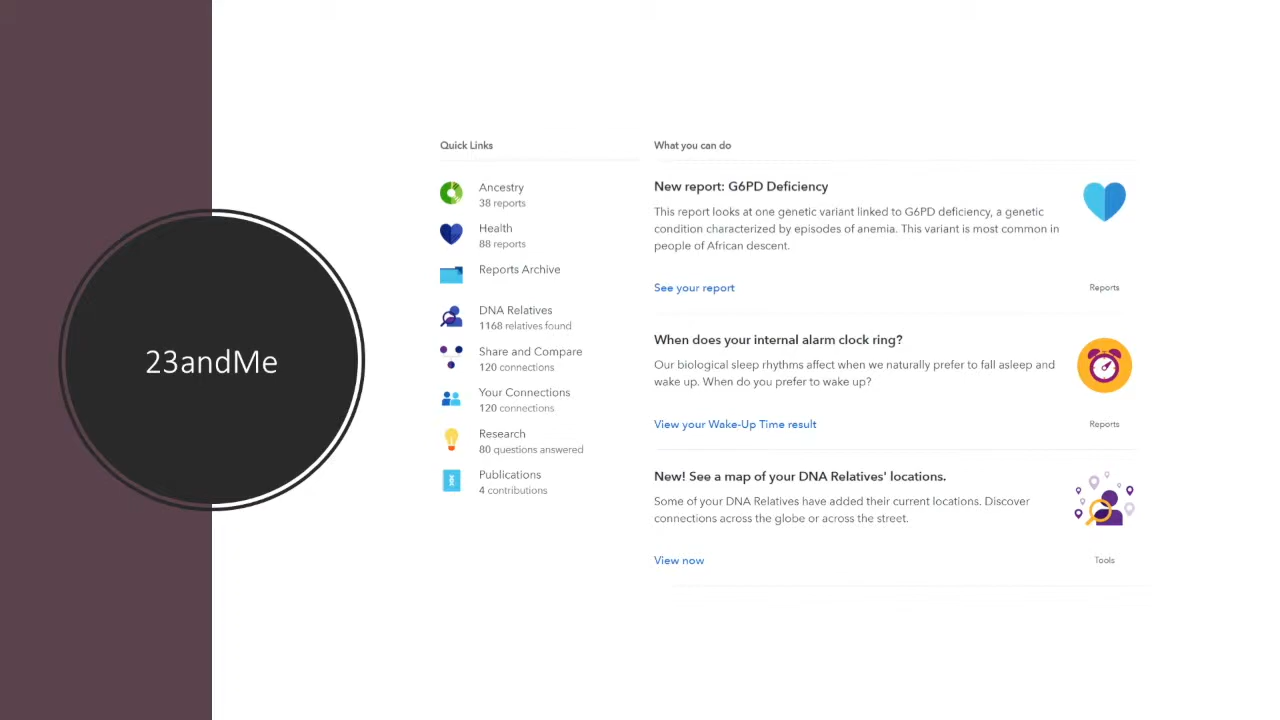 23andMe
Quick Links
Ancestry
38 reports
Health
88 reports
Reports Archive
DNA Relatives
1168 relatives found
Share and Compare
120 connections
Your Connections
120 connections
Research
80 questions answered
Publications
4 contributions
What you can do
New report: G6PD Deficiency
This report looks at one genetic variant linked to G6PD deficiency, a genetic
condition characterized by episodes of anemia. This variant is most common in
people of African descent.
See your report
Reports
When does your internal alarm clock ring?
Our biological sleep rhythms affect when we naturally prefer to fall asleep and
wake up. When do you prefer to wake up?
View your Wake-Up Time result
Reports
New! See a map of your DNA Relatives' locations.
Some of your DNA Relatives have added their current locations. Discover
connections across the globe or across the street.
View now
Tools